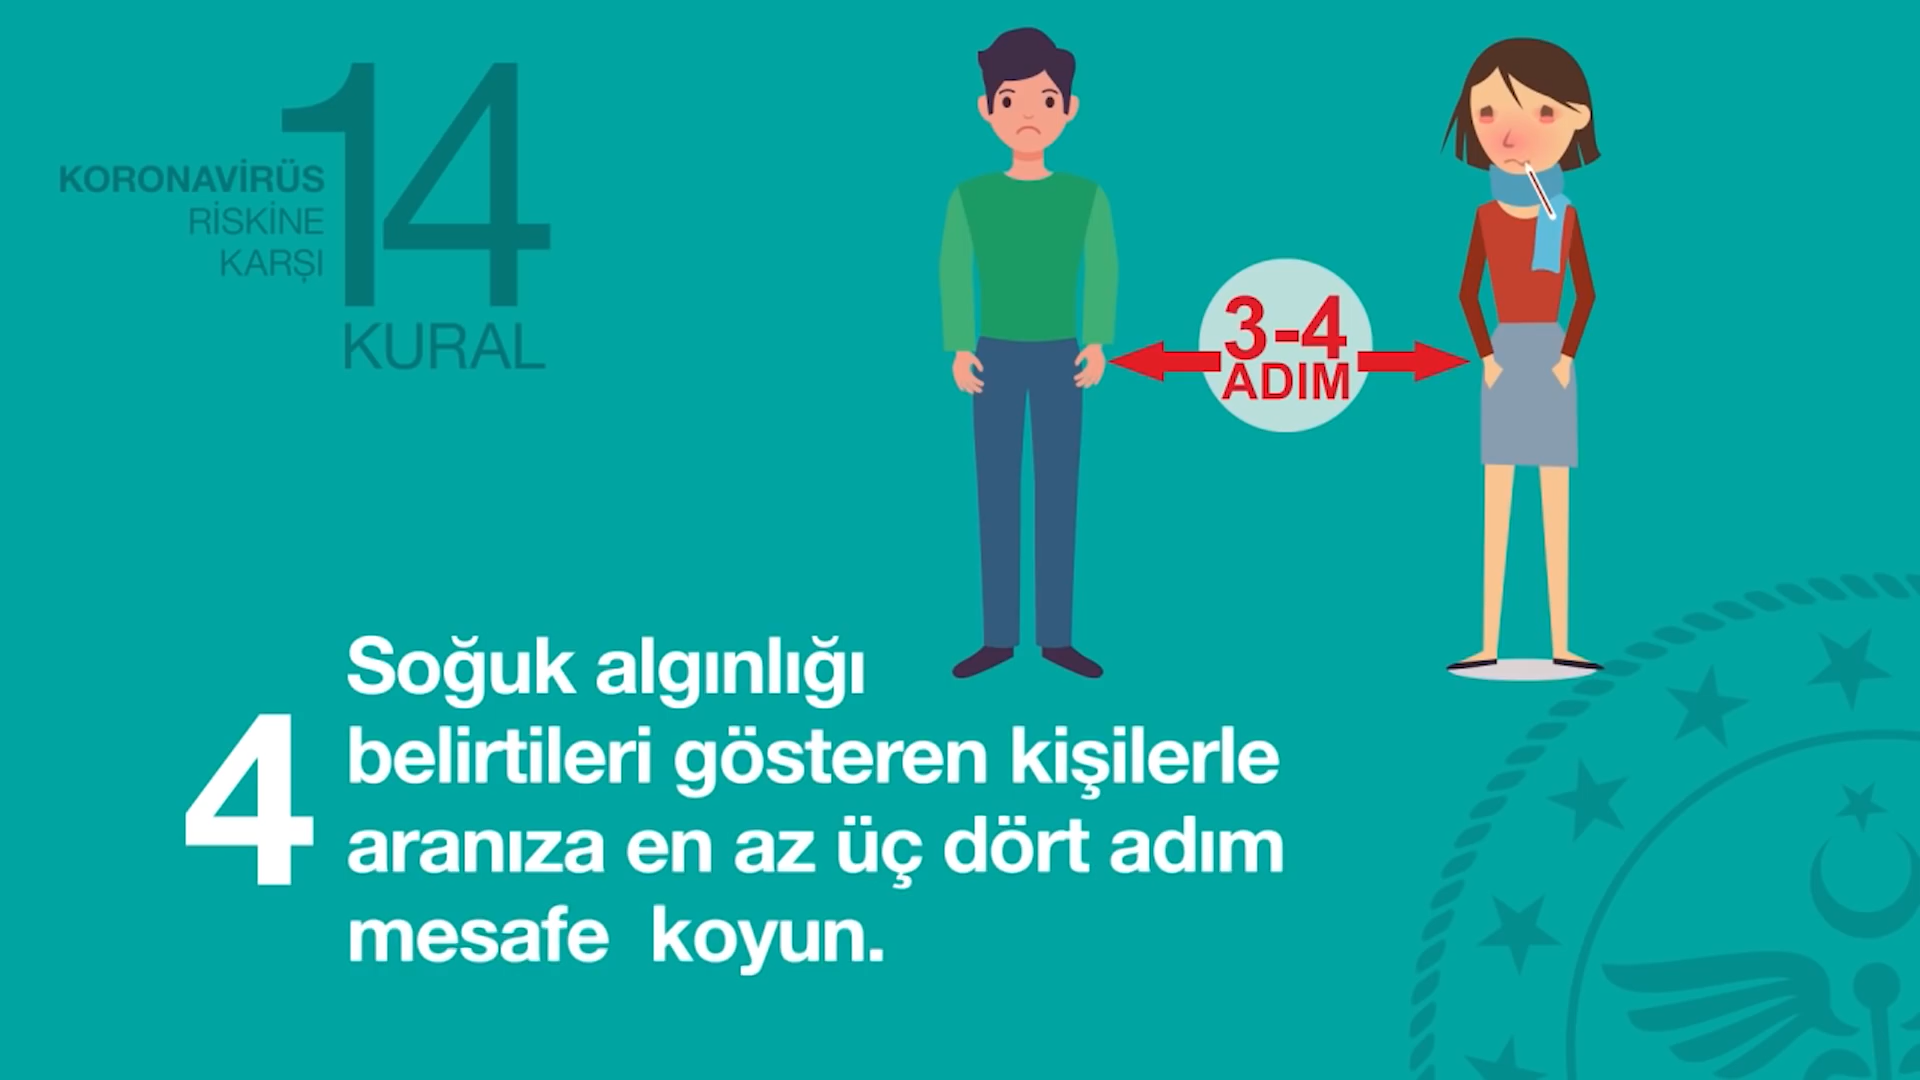 KORONAVİRÜS
RİSKİNE
KARŞI
14
KURAL
3-4
ADIM
4
Soğuk algınlığı
belirtileri gösteren kişilerle
aranıza en az üç dört adım
mesafe koyun.